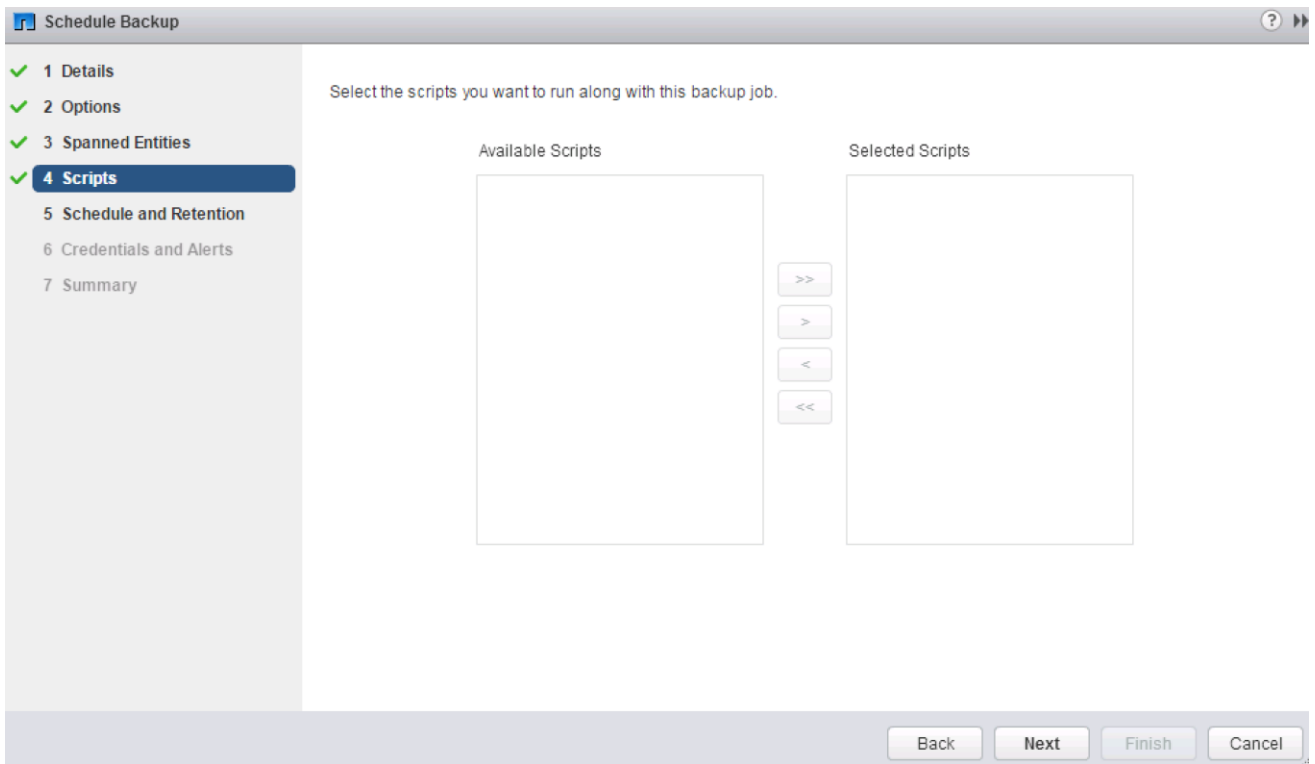 Schedule Backup
?
1 Details
2 Options
3 Spanned Entities
4 Scripts
5 Schedule and Retention
6 Credentials and Alerts
7 Summary
Select the scripts you want to run along with this backup job.
Available Scripts
Selected Scripts
>>
>
<
<<
Back
Next
Finish
Cancel